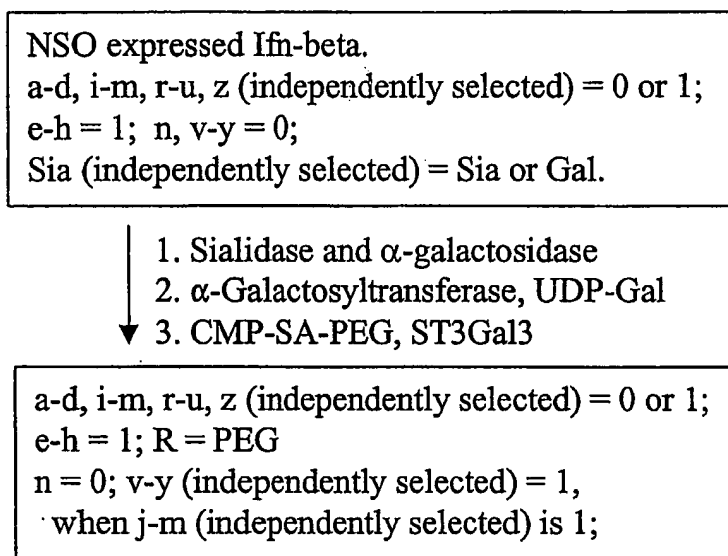 NSO expressed Ifn-beta.
a-d, i-m, r-u, z (independently selected) = 0 or 1;
e-h = 1; n, v-y = 0;
Sia (independently selected) = Sia or Gal.
1. Sialidase and α-galactosidase
2. α-Galactosyltransferase, UDP-Gal
3. CMP-SA-PEG, ST3Gal3
a-d, i-m, r-u, z (independently selected) = 0 or 1;
e-h = 1; R = PEG
n = 0; v-y (independently selected) = 1,
when j-m (independently selected) is 1;